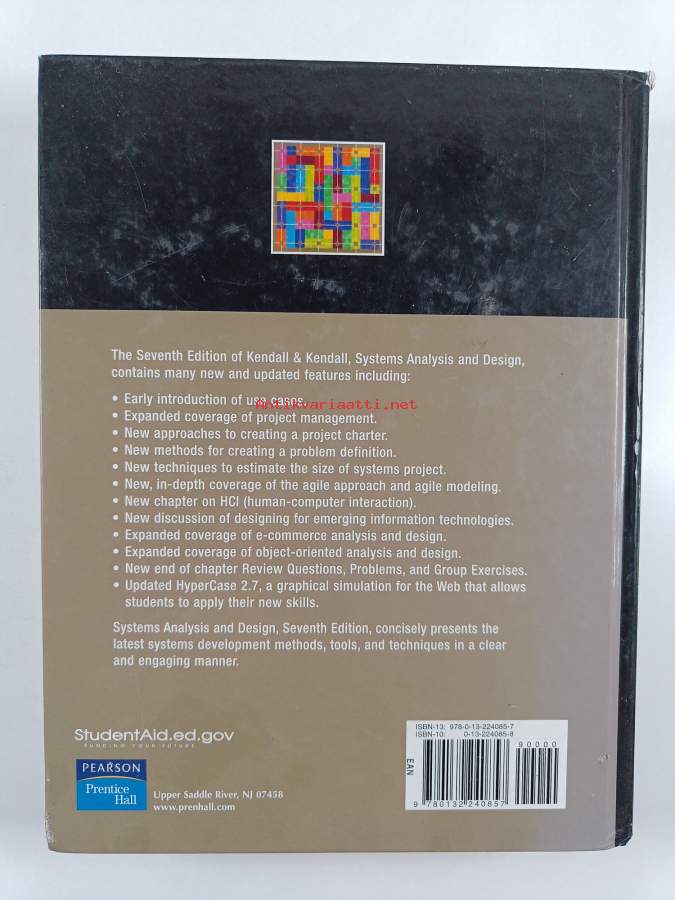 The Seventh Edition of Kendall & Kendall, Systems Analysis and Design,
contains many new and updated features including:
• Early introduction of use cases.
antikvariaatti.net
• Expanded coverage of project management.
• New approaches to creating a project charter.
• New methods for creating a problem definition.
• New techniques to estimate the size of systems project.
• New, in-depth coverage of the agile approach and agile modeling.
• New chapter on HCI (human-computer interaction).
• New discussion of designing for emerging information technologies.
• Expanded coverage of e-commerce analysis and design.
• Expanded coverage of object-oriented analysis and design.
• New end of chapter Review Questions, Problems, and Group Exercises.
• Updated HyperCase 2.7, a graphical simulation for the Web that allows
students to apply their new skills.
Systems Analysis and Design, Seventh Edition, concisely presents the
latest systems development methods, tools, and techniques in a clear
and engaging manner.
StudentAid.ed.gov
FUNDING YOUR FUTURE
PEARSON
Prentice
Hall
Upper Saddle River, NJ 07458
www.prenhall.com
ISBN-13: 978-0-13-224085-7
ISBN-10: 0-13-224085-8
90000
EAN
9 780132 240857